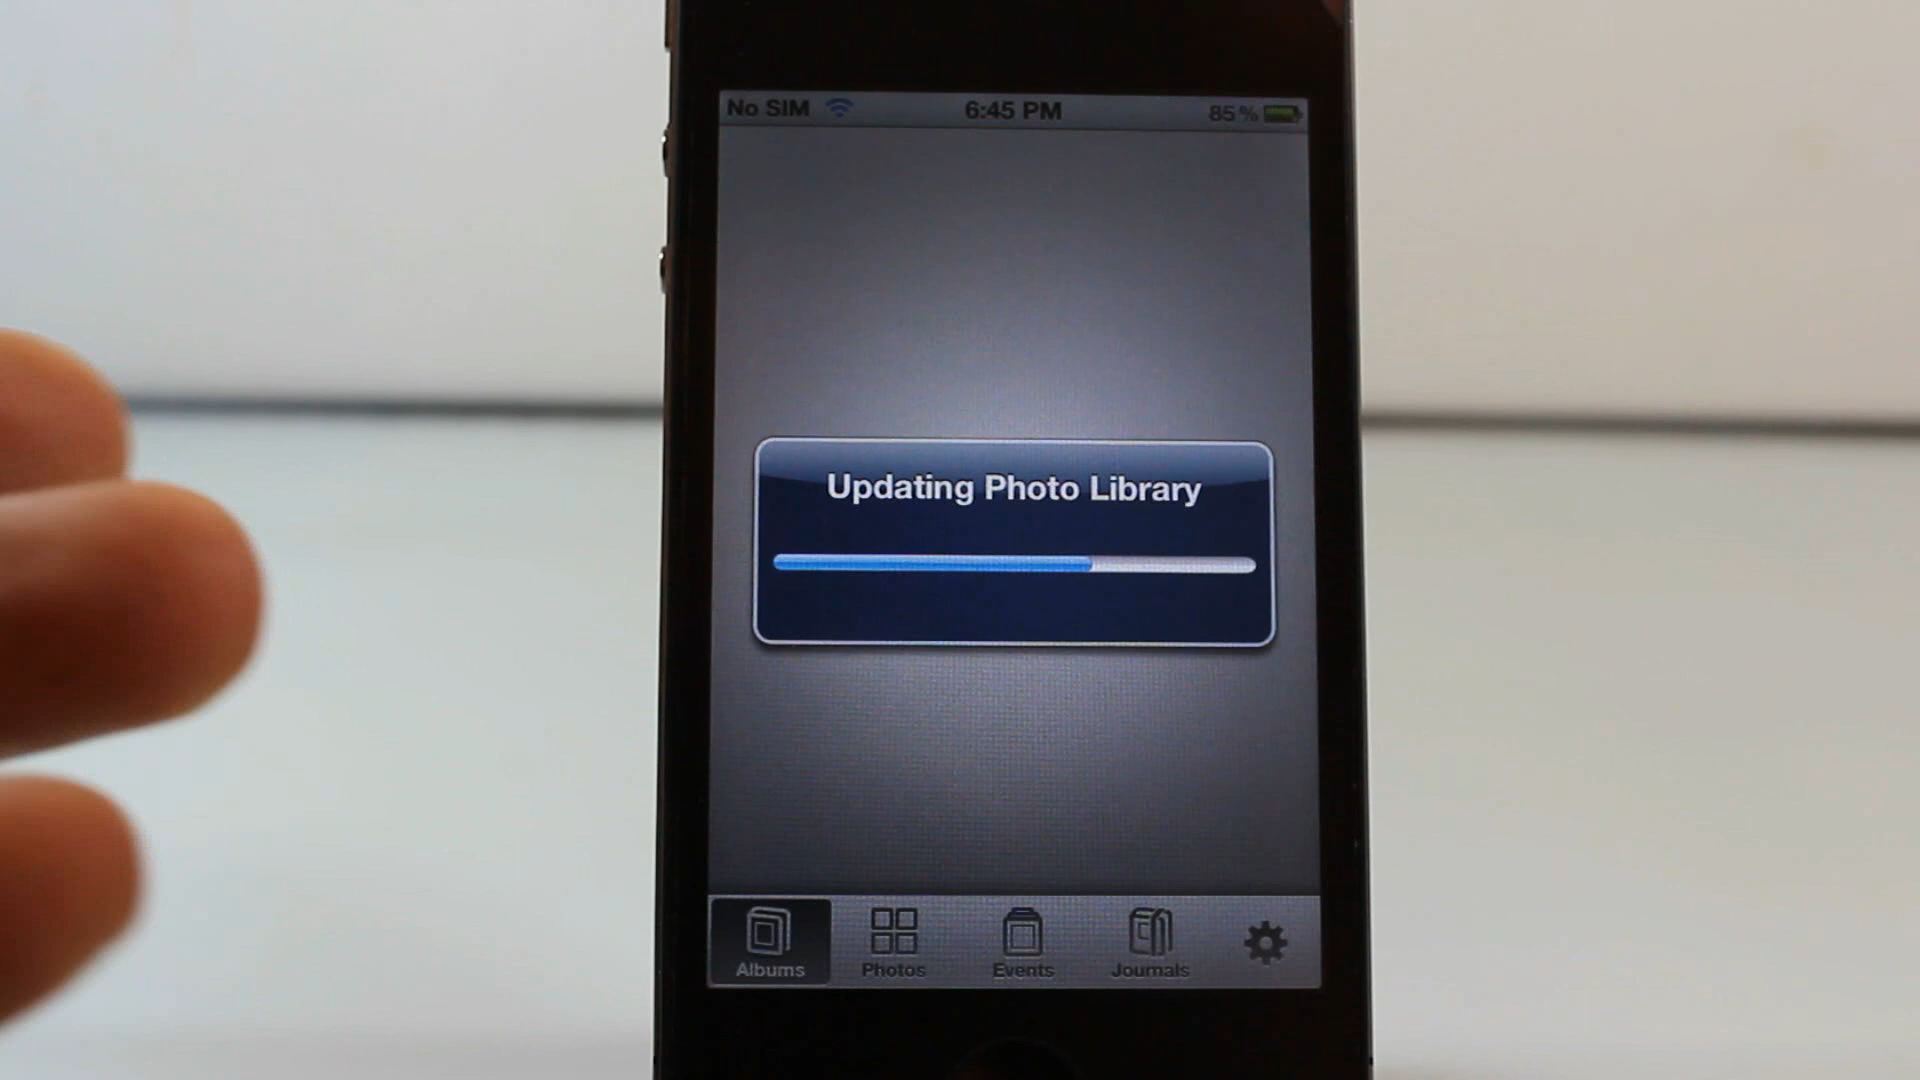 No SIM 6:45 PM 85%
Updating Photo Library
Albums Photos Events Journals